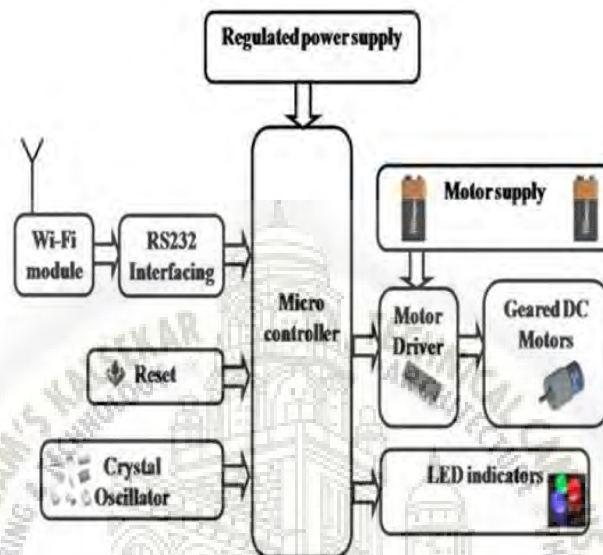 Regulated power supply
Motor supply
Wi-Fi
module
RS232
Interfacing
Micro
controller
Motor
Driver
Geared DC
Motors
Reset
Crystal
Oscillator
LED indicators